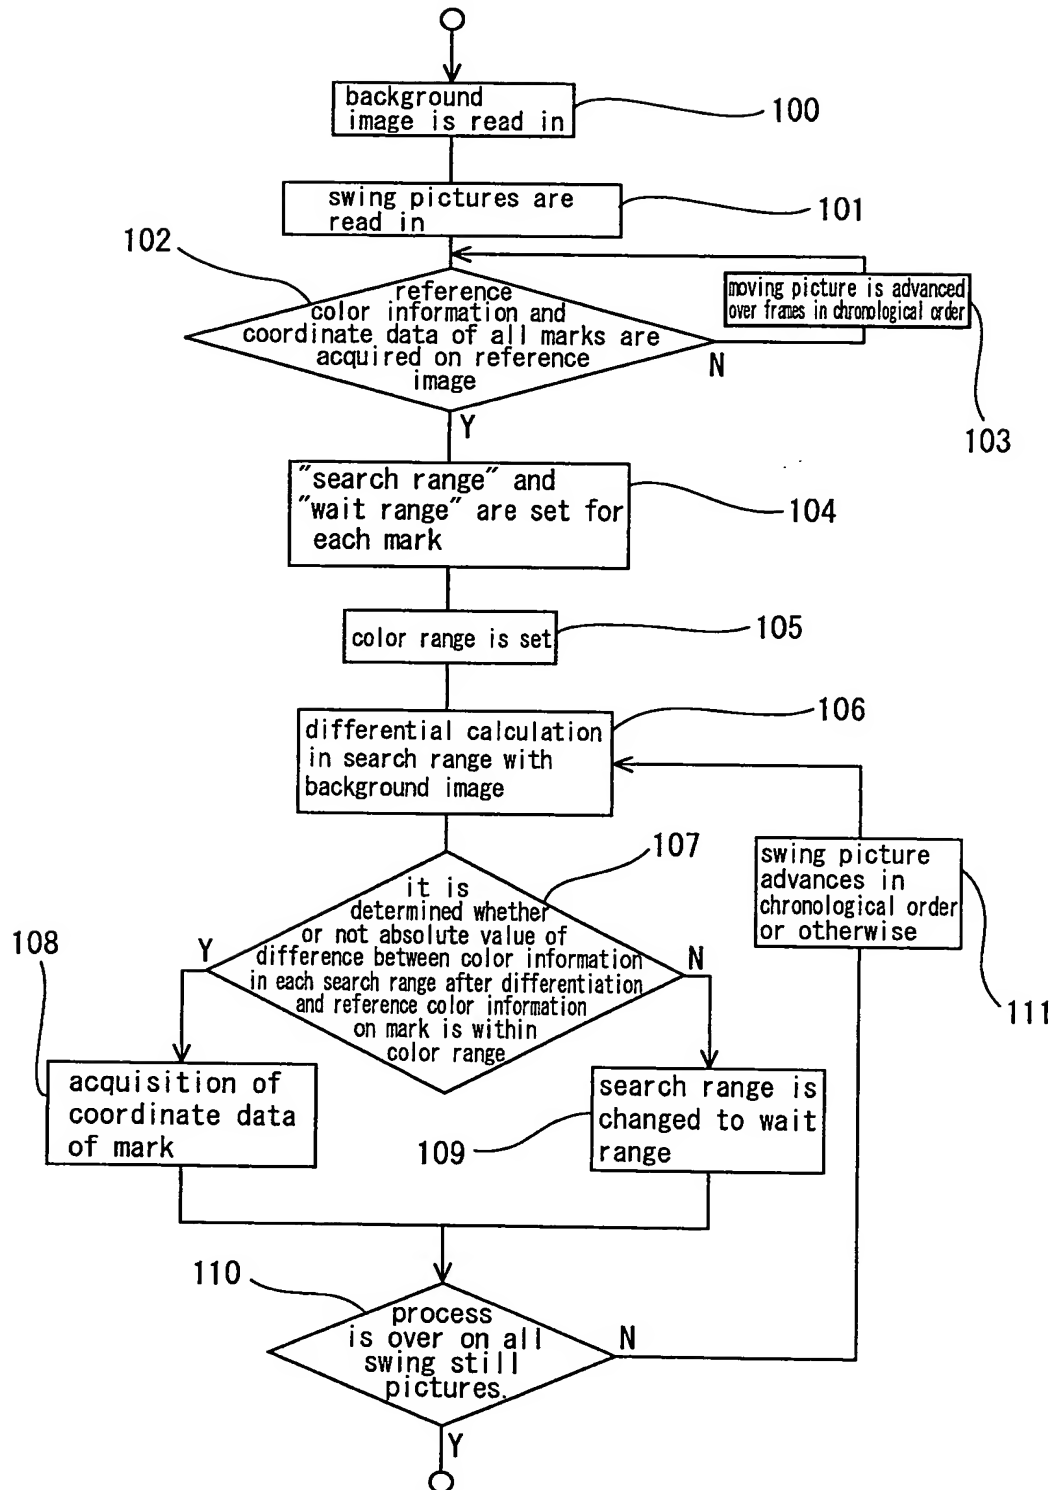 background
image is read in
100
swing pictures are
read in
101
102
reference
color information and
coordinate data of all marks are
acquired on reference
image
N
moving picture is advanced
over frames in chronological order
103
Y
"search range" and
"wait range" are set for
each mark
104
color range is set
105
differential calculation
in search range with
background image
106
107
it is
determined whether
or not absolute value of
difference between color information
in each search range after differentiation
and reference color information
on mark is within
color range
Y
N
swing picture
advances in
chronological order
or otherwise
111
108
acquisition of
coordinate data
of mark
search range is
changed to wait
range
109
110
process
is over on all
swing still
pictures.
N
Y